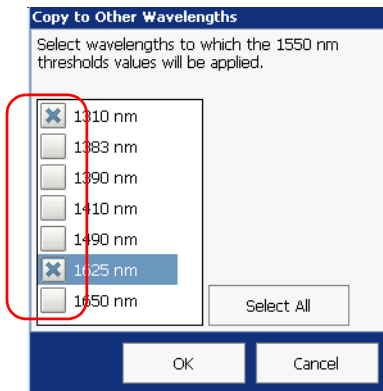 Copy to Other Wavelengths
Select wavelengths to which the 1550 nm
thresholds values will be applied.
1310 nm
1383 nm
1390 nm
1410 nm
1490 nm
1625 nm
1650 nm
Select All
OK
Cancel